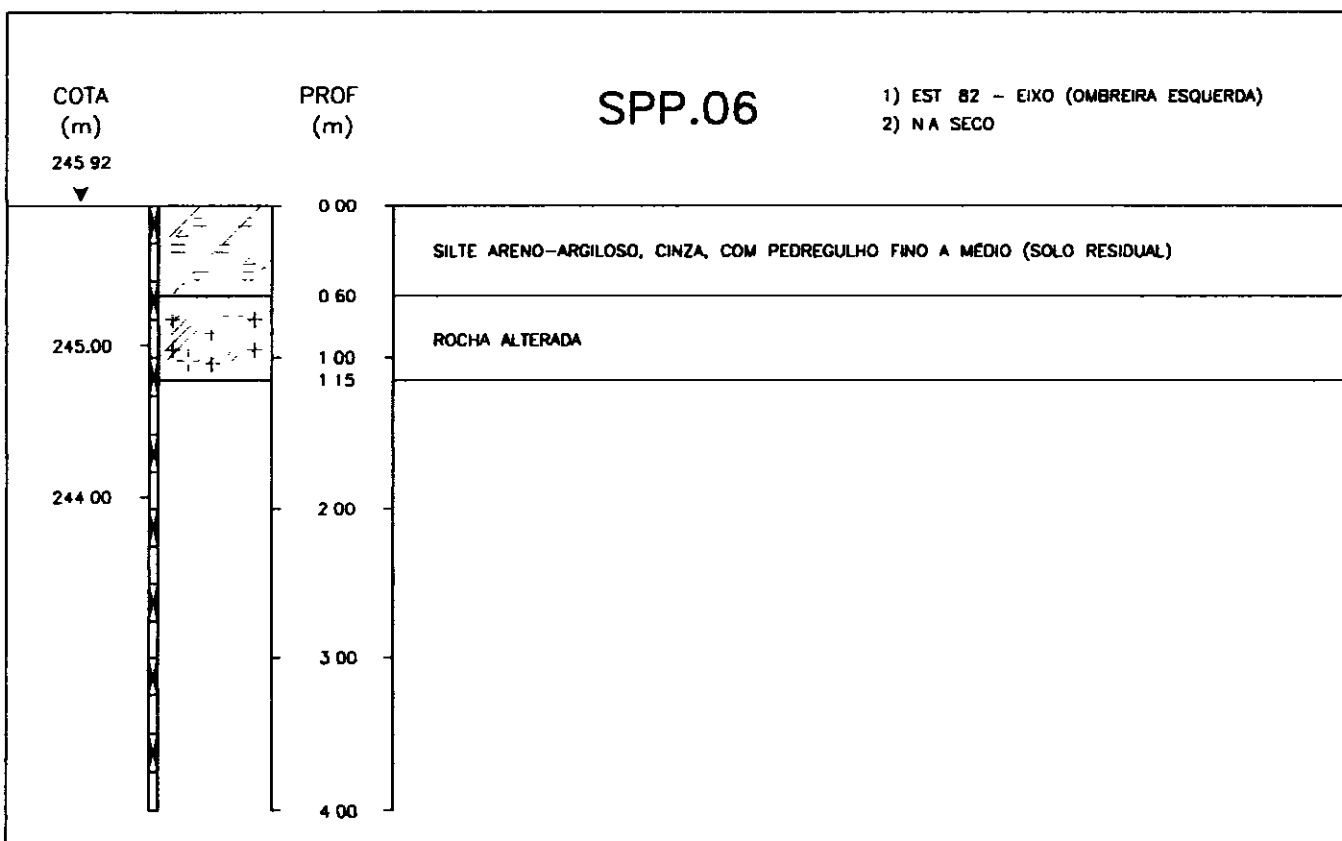 COTA
(m)
245 92
PROF
(m)
SPP.06
1) EST 82 - EIXO (OMBREIRA ESQUERDA)
2) N A SECO
0 00
SILTE ARENO-ARGILOSO, CINZA, COM PEDREGULHO FINO A MÉDIO (SOLO RESIDUAL)
0 60
245.00
ROCHA ALTERADA
1 00
1 15
244 00
2 00
3 00
4 00